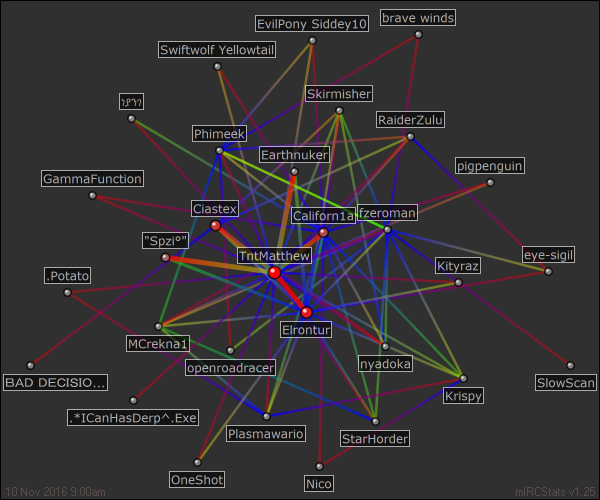 brave winds
EvilPony Siddey10
Swiftwolf Yellowtail
Skirmisher
RaiderZulu
Phimeek
Earthnuker
pigpenguin
GammaFunction
Ciastex
Californ1a
fzeroman
"Spzi°"
TntMatthew
eye-sigil
Kityraz
.Potato
Elrontur
MCrekna1
nyadoka
openroadracer
BAD DECISIO...
SlowScan
Krispy
.*ICanHasDerp^.Exe
Plasmawario
StarHorder
OneShot
Nico
10 Nov 2016 9:00am
mIRCStats v1.25